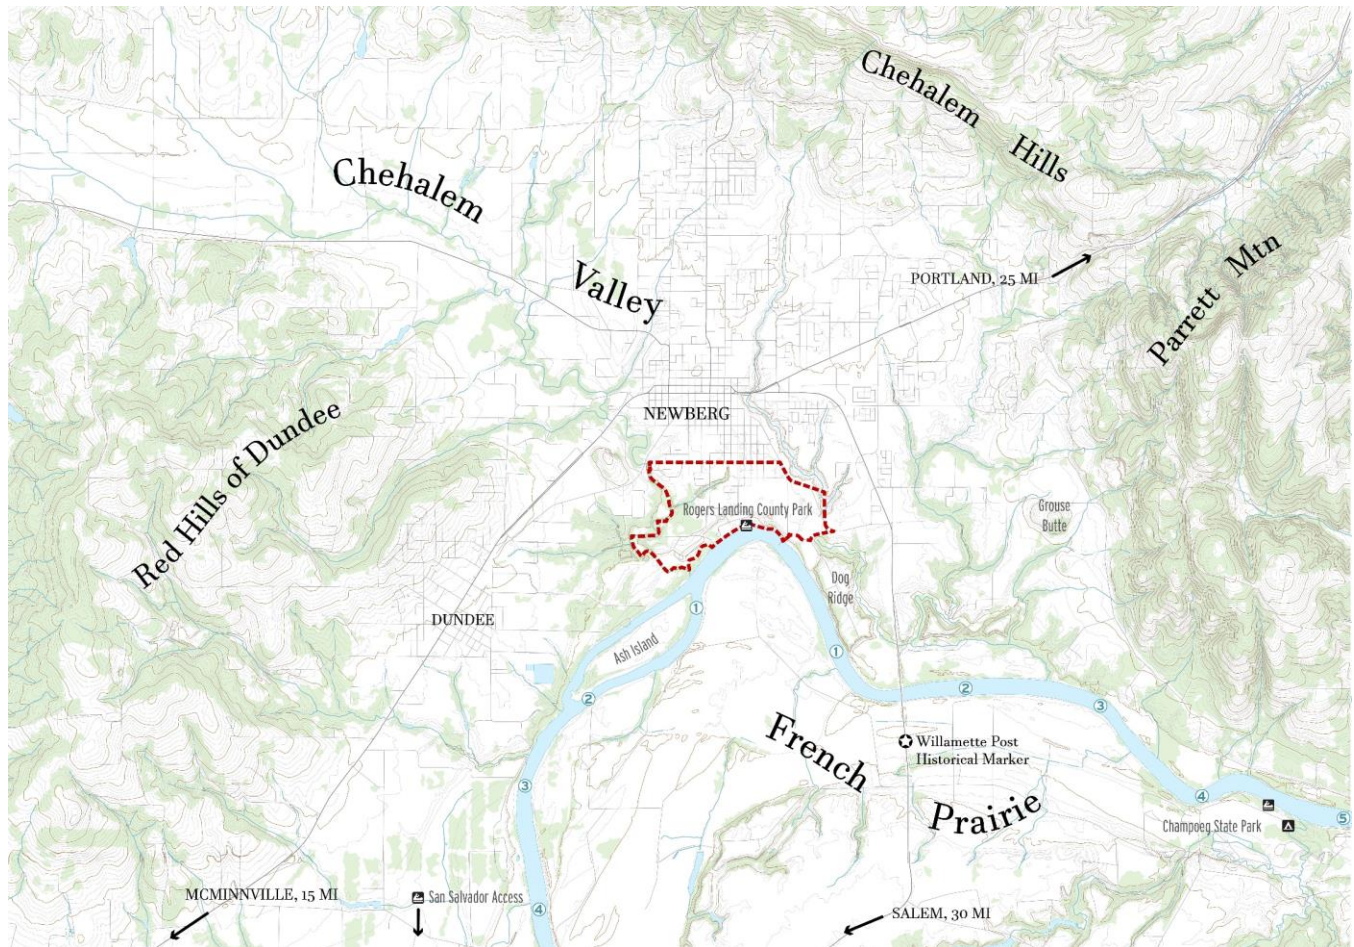 Chehalem
Hills
Chehalem
Valley
PORTLAND, 25 MI
Parrett Mtn
Red Hills of Dundee
NEWBERG
Rogers Landing County Park
Grouse
Butte
Dog
Ridge
DUNDEE
Ash Island
1
1
2
2
3
3
4
4
5
French
Prairie
Willamette Post
Historical Marker
Champoeg State Park
MCMINNVILLE, 15 MI
San Salvador Access
SALEM, 30 MI